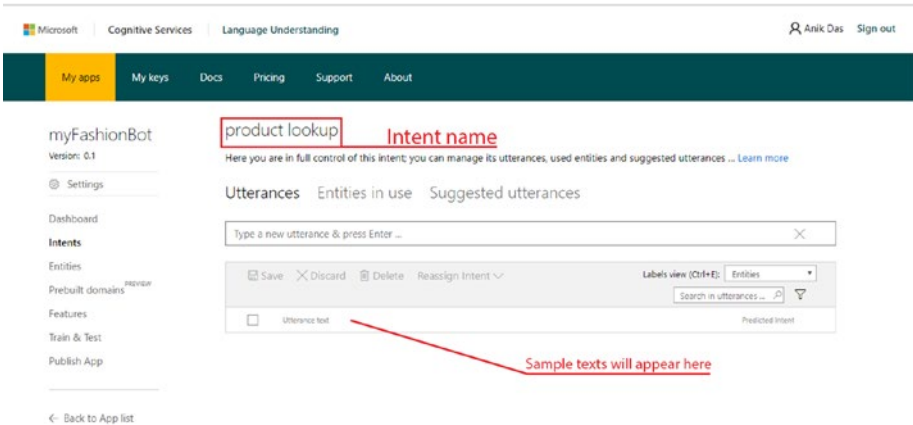 Microsoft Cognitive Services Language Understanding Anik Das Sign out
My apps My keys Docs Pricing Support About
myFashionBot
Version: 0.1
Settings
Dashboard
Intents
Entities
Prebuilt domains PREVIEW
Features
Train & Test
Publish App
← Back to App list
product lookup Intent name
Here you are in full control of this intent; you can manage its utterances, used entities and suggested utterances ... Learn more
Utterances Entities in use Suggested utterances
Type a new utterance & press Enter ...
Save Discard Delete Reassign Intent Labels view (Ctrl+E): Entities
Search in utterances ...
Utterance text Predicted Intent
Sample texts will appear here